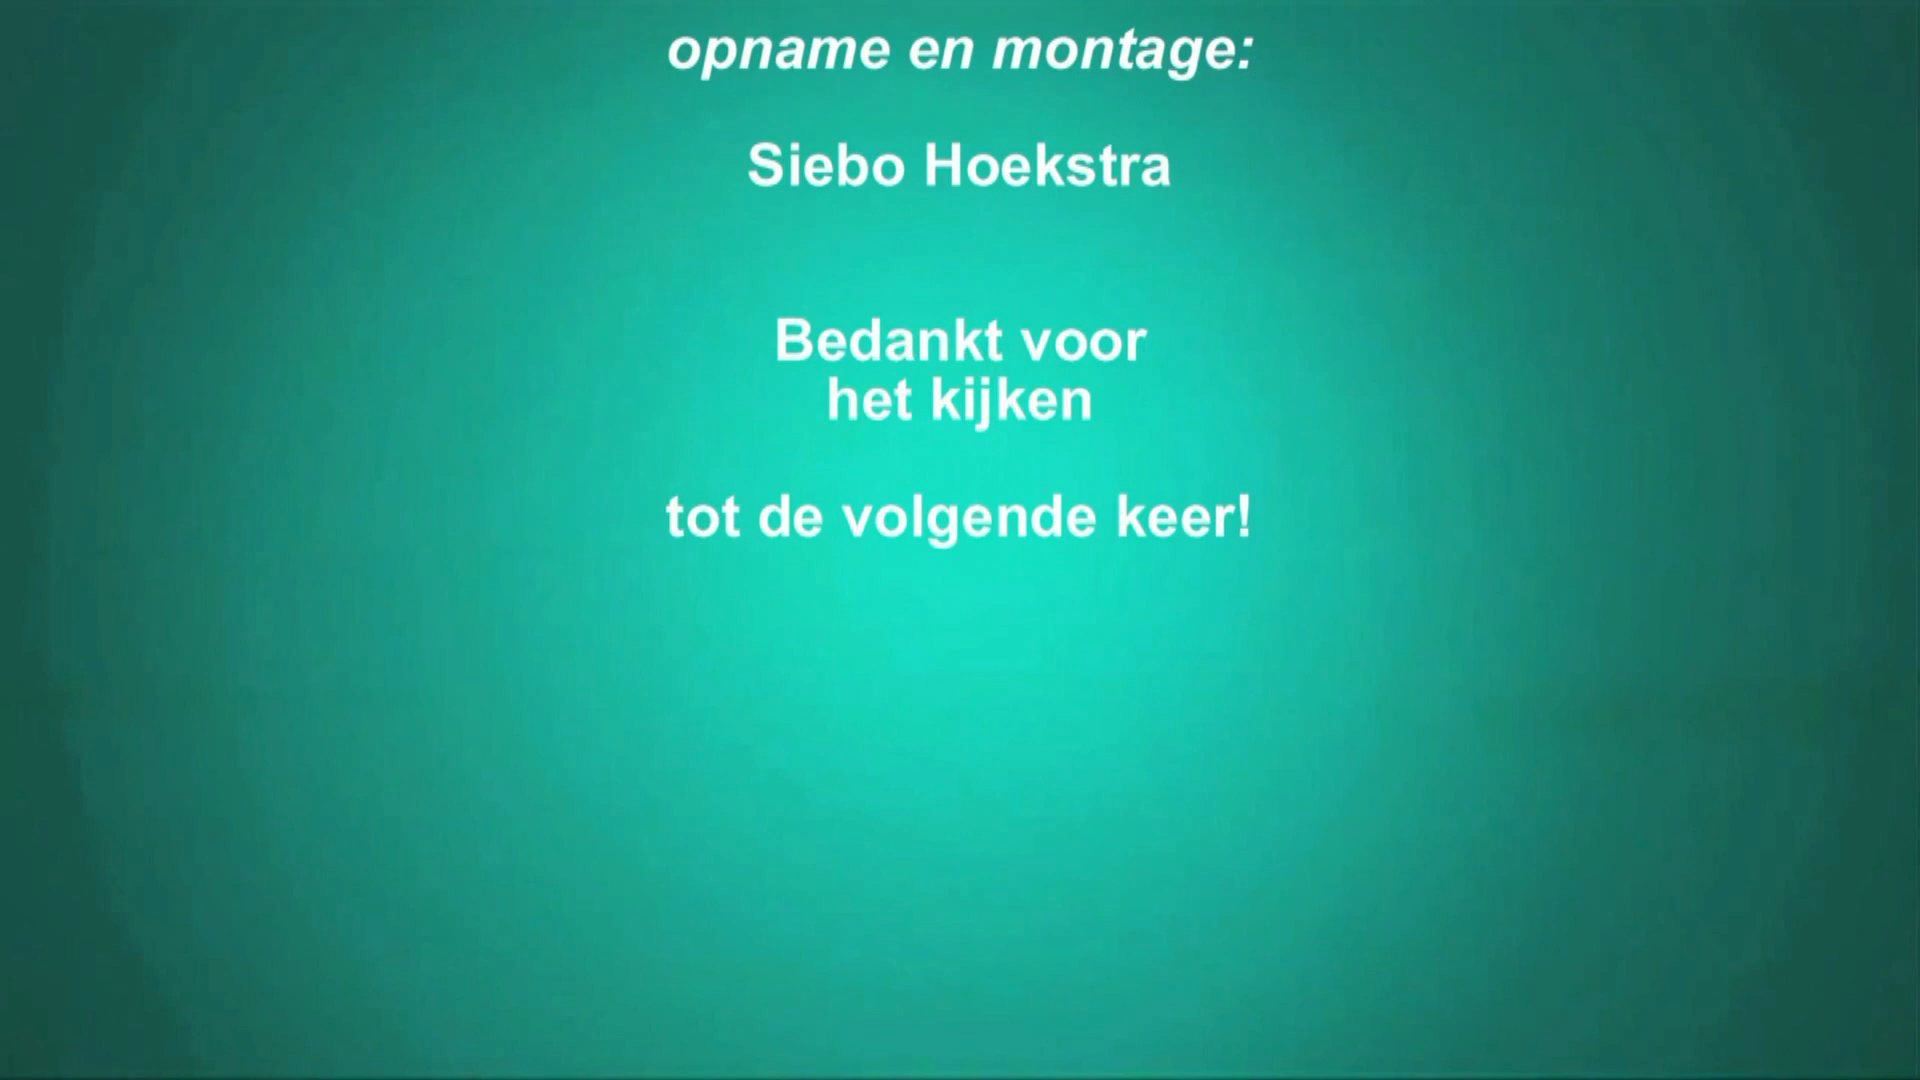 opname en montage:
Siebo Hoekstra
Bedankt voor
het kijken
tot de volgende keer!